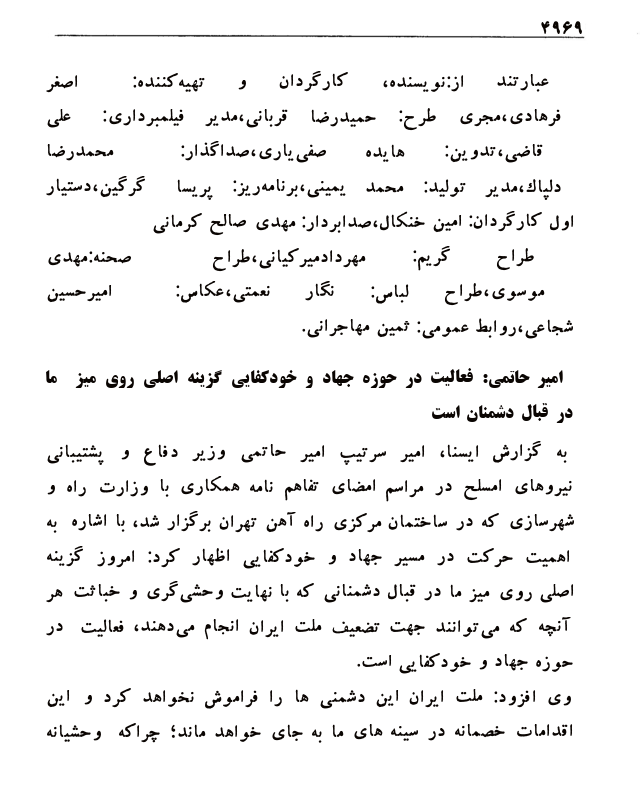 ۴۹۶۹
عبارتند از:نویسنده، کارگردان و تهیه‌کننده: اصغر
فرهادی،مجری طرح: حمیدرضا قربانی،مدیر فیلمبرداری: علی
قاضی،تدوین: هایده صفی‌یاری،صداگذار: محمدرضا
دلپاك،مدیر تولید: محمد یمینی،برنامه‌ریز: پریسا گرگین،دستیار
اول کارگردان: امین خنکال،صدابردار: مهدی صالح کرمانی
طراح گریم: مهردادمیرکیانی،طراح صحنه:مهدی
موسوی،طراح لباس: نگار نعمتی،عکاس: امیرحسین
شجاعی،روابط عمومی: ثمین مهاجرانی.
امیر حاتمی: فعالیت در حوزه جهاد و خودکفایی گزینه اصلی روی میز ما
در قبال دشمنان است
به گزارش ایسنا، امیر سرتیپ امیر حاتمی وزیر دفاع و پشتیبانی
نیروهای امسلح در مراسم امضای تفاهم نامه همکاری با وزارت راه و
شهرسازی که در ساختمان مرکزی راه آهن تهران برگزار شد، با اشاره به
اهمیت حرکت در مسیر جهاد و خودکفایی اظهار کرد: امروز گزینه
اصلی روی میز ما در قبال دشمنانی که با نهایت وحشی‌گری و خباثت هر
آنچه که می‌توانند جهت تضعیف ملت ایران انجام می‌دهند، فعالیت در
حوزه جهاد و خودکفایی است.
وی افزود: ملت ایران این دشمنی ها را فراموش نخواهد کرد و این
اقدامات خصمانه در سینه های ما به جای خواهد ماند؛ چراکه وحشیانه